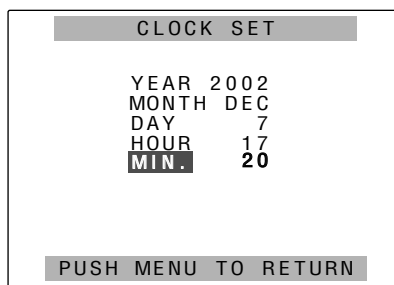 CLOCK SET
YEAR 2002
MONTH DEC
DAY 7
HOUR 17
MIN. 20
PUSH MENU TO RETURN